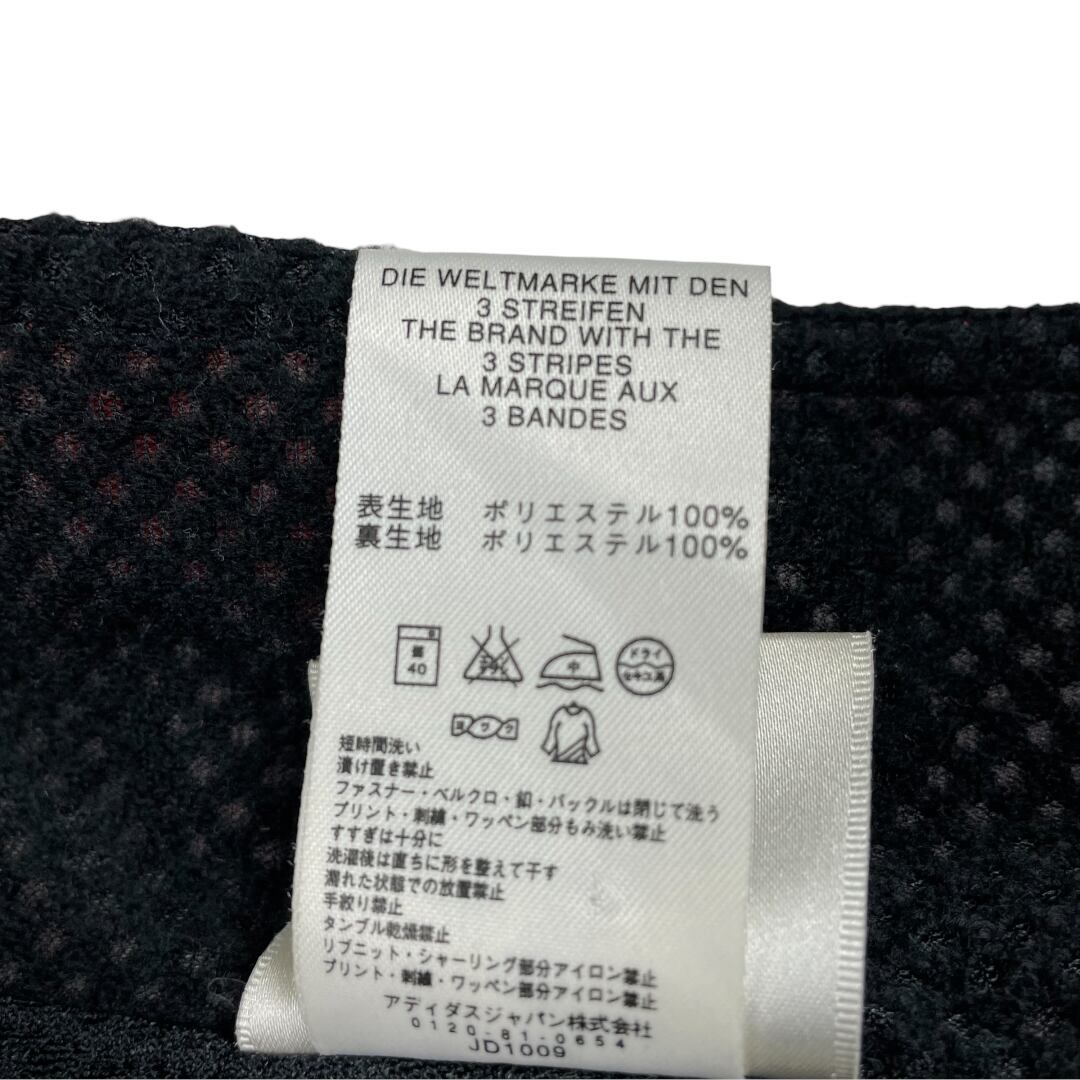 DIE WELTMARKE MIT DEN
3 STREIFEN
THE BRAND WITH THE
3 STRIPES
LA MARQUE AUX
3 BANDES
表生地 ポリエステル100%
裏生地 ポリエステル100%
40
中
ドライ
セキユ系
ヨワク
短時間洗い
漬け置き禁止
ファスナー・ベルクロ・釦・バックルは閉じて洗う
プリント・刺繍・ワッペン部分もみ洗い禁止
すすぎは十分に
洗濯後は直ちに形を整えて干す
濡れた状態での放置禁止
手絞り禁止
タンブル乾燥禁止
リブニット・シャーリング部分アイロン禁止
プリント・刺繍・ワッペン部分アイロン禁止
アディダスジャパン株式会社
0120-81-0654
JD1009